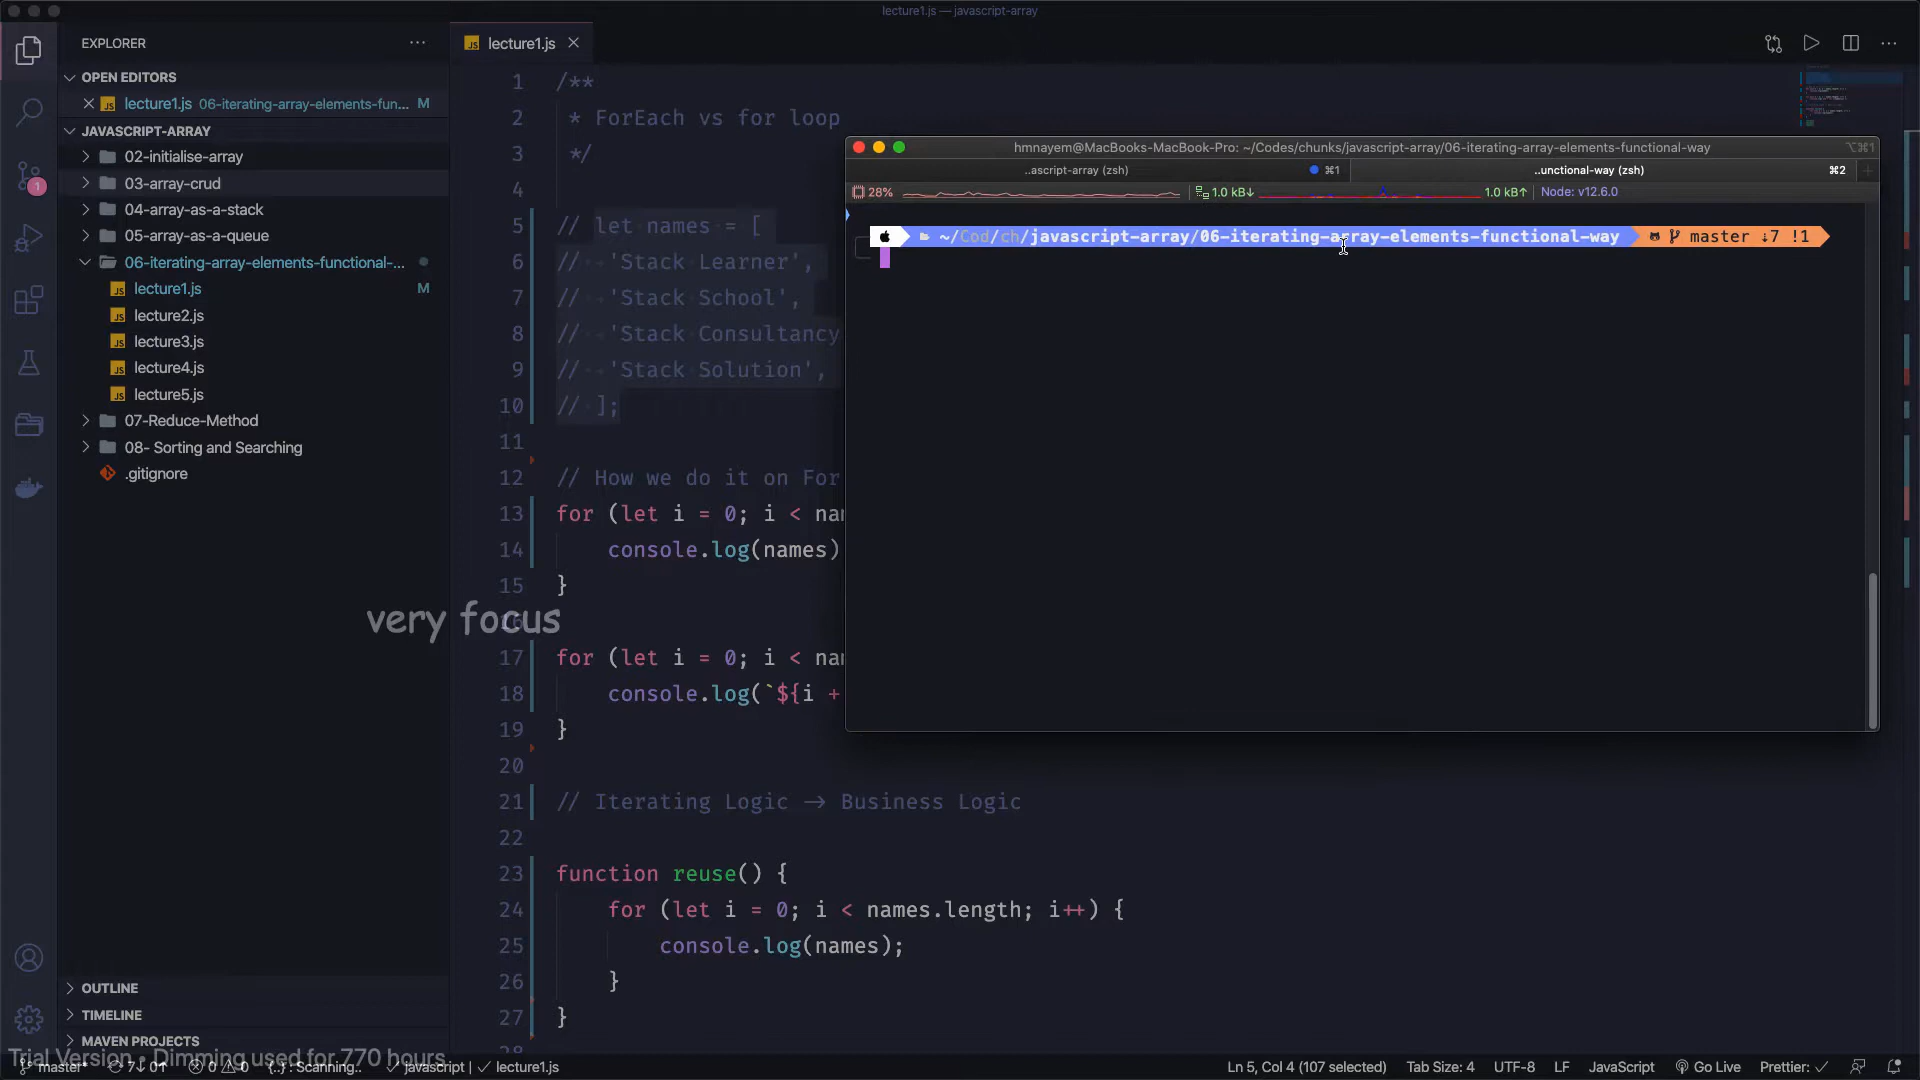 lecture1.js — javascript-array
EXPLORER
OPEN EDITORS
lecture1.js 06-iterating-array-elements-fun... M
JAVASCRIPT-ARRAY
02-initialise-array
03-array-crud
04-array-as-a-stack
05-array-as-a-queue
06-iterating-array-elements-functional-...
lecture1.js M
lecture2.js
lecture3.js
lecture4.js
lecture5.js
07-Reduce-Method
08- Sorting and Searching
.gitignore
OUTLINE
TIMELINE
MAVEN PROJECTS
1
lecture1.js
1 /**
2 * ForEach vs for loop
3 */
4
5 // let names = [
6 // 'Stack Learner',
7 // 'Stack School',
8 // 'Stack Consultancy
9 // 'Stack Solution',
10 // ];
11
12 // How we do it on For
13 for (let i = 0; i < nam
14 console.log(names)
15 }
17 for (let i = 0; i < nam
18 console.log(`${i +
19 }
20
21 // Iterating Logic → Business Logic
22
23 function reuse() {
24 for (let i = 0; i < names.length; i++) {
25 console.log(names);
26 }
27 }
hmnayem@MacBooks-MacBook-Pro: ~/Codes/chunks/javascript-array/06-iterating-array-elements-functional-way
⌥⌘1
..ascript-array (zsh) ⌘1
..unctional-way (zsh) ⌘2
28% 1.0 kB↓ 1.0 kB↑ Node: v12.6.0
~/Cod/ch/javascript-array/06-iterating-array-elements-functional-way master ↓7 !1
very focus
Trial Version • Dimming used for 770 hours
master* 7↓ 0↑ 0 0 Scanning.. javascript | lecture1.js
Ln 5, Col 4 (107 selected) Tab Size: 4 UTF-8 LF JavaScript Go Live Prettier: ✓